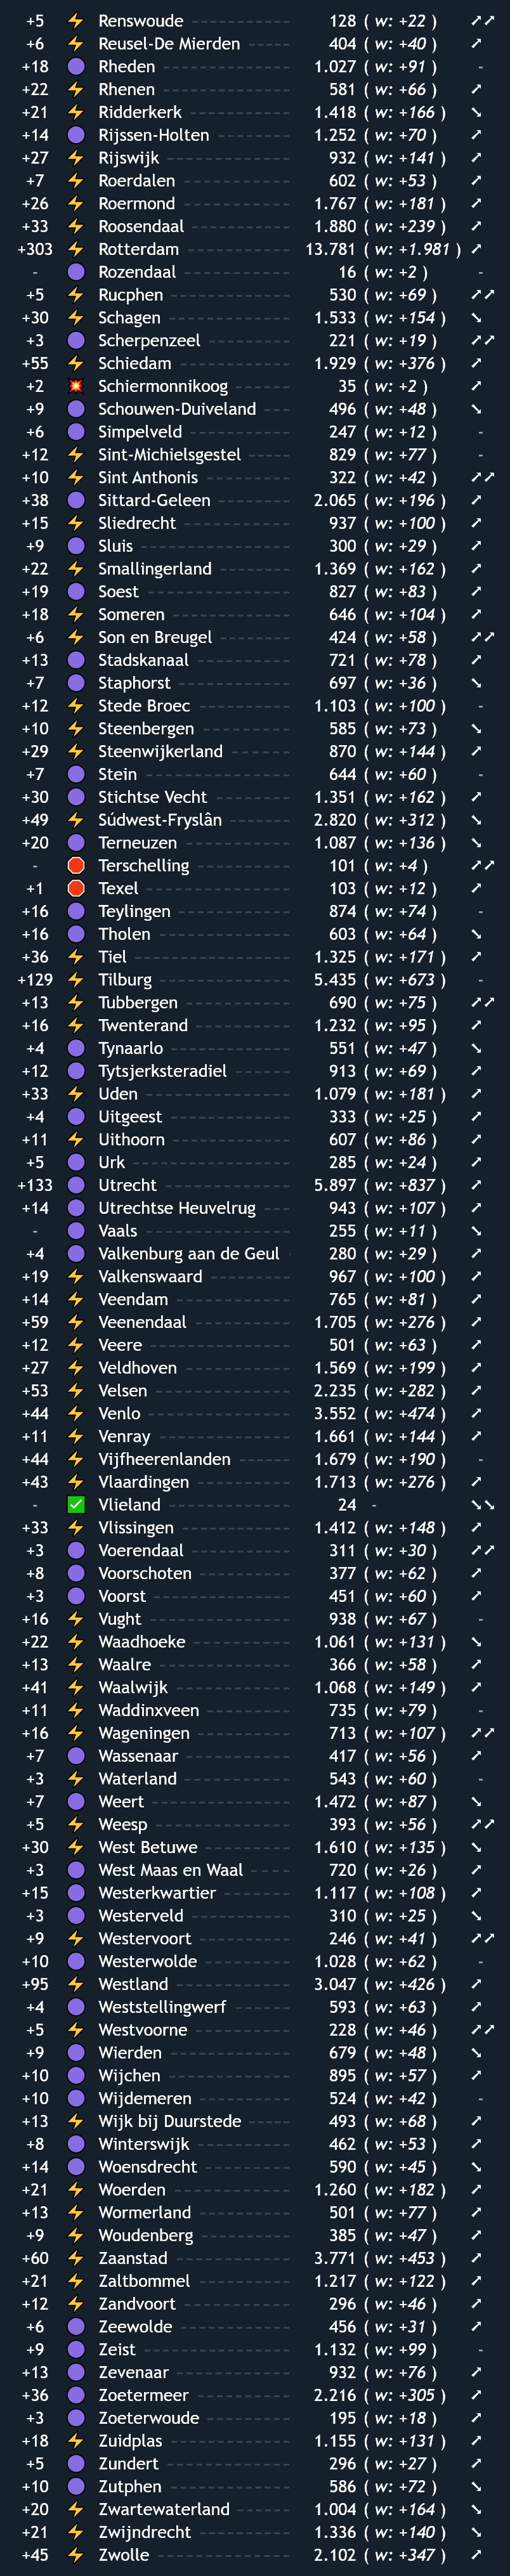 +5 ⚡ Renswoude 128 ( w: +22 ) ➚➚
+6 ⚡ Reusel-De Mierden 404 ( w: +40 ) ➚
+18 🟣 Rheden 1.027 ( w: +91 ) -
+22 ⚡ Rhenen 581 ( w: +66 ) ➚
+21 ⚡ Ridderkerk 1.418 ( w: +166 ) ➘
+14 🟣 Rijssen-Holten 1.252 ( w: +70 ) ➚
+27 ⚡ Rijswijk 932 ( w: +141 ) ➚
+7 ⚡ Roerdalen 602 ( w: +53 ) ➚
+26 ⚡ Roermond 1.767 ( w: +181 ) ➚
+33 ⚡ Roosendaal 1.880 ( w: +239 ) ➚
+303 ⚡ Rotterdam 13.781 ( w: +1.981 ) ➚
- 🟣 Rozendaal 16 ( w: +2 ) -
+5 ⚡ Rucphen 530 ( w: +69 ) ➚➚
+30 ⚡ Schagen 1.533 ( w: +154 ) ➘
+3 🟣 Scherpenzeel 221 ( w: +19 ) ➚➚
+55 ⚡ Schiedam 1.929 ( w: +376 ) ➚
+2 💥 Schiermonnikoog 35 ( w: +2 ) ➚
+9 🟣 Schouwen-Duiveland 496 ( w: +48 ) ➘
+6 🟣 Simpelveld 247 ( w: +12 ) -
+12 ⚡ Sint-Michielsgestel 829 ( w: +77 ) -
+10 ⚡ Sint Anthonis 322 ( w: +42 ) ➚➚
+38 🟣 Sittard-Geleen 2.065 ( w: +196 ) ➚
+15 ⚡ Sliedrecht 937 ( w: +100 ) ➚
+9 🟣 Sluis 300 ( w: +29 ) ➚
+22 ⚡ Smallingerland 1.369 ( w: +162 ) ➚
+19 🟣 Soest 827 ( w: +83 ) ➚
+18 ⚡ Someren 646 ( w: +104 ) ➚
+6 ⚡ Son en Breugel 424 ( w: +58 ) ➚➚
+13 🟣 Stadskanaal 721 ( w: +78 ) ➚
+7 🟣 Staphorst 697 ( w: +36 ) ➘
+12 ⚡ Stede Broec 1.103 ( w: +100 ) -
+10 ⚡ Steenbergen 585 ( w: +73 ) ➘
+29 ⚡ Steenwijkerland 870 ( w: +144 ) ➚
+7 🟣 Stein 644 ( w: +60 ) -
+30 🟣 Stichtse Vecht 1.351 ( w: +162 ) ➚
+49 ⚡ Súdwest-Fryslân 2.820 ( w: +312 ) ➘
+20 🟣 Terneuzen 1.087 ( w: +136 ) ➘
- 🛑 Terschelling 101 ( w: +4 ) ➚➚
+1 🛑 Texel 103 ( w: +12 ) ➚
+16 🟣 Teylingen 874 ( w: +74 ) -
+16 🟣 Tholen 603 ( w: +64 ) ➘
+36 ⚡ Tiel 1.325 ( w: +171 ) ➚
+129 ⚡ Tilburg 5.435 ( w: +673 ) -
+13 ⚡ Tubbergen 690 ( w: +75 ) ➚➚
+16 ⚡ Twenterand 1.232 ( w: +95 ) ➚
+4 🟣 Tynaarlo 551 ( w: +47 ) ➘
+12 🟣 Tytsjerksteradiel 913 ( w: +69 ) ➚
+33 ⚡ Uden 1.079 ( w: +181 ) ➚
+4 🟣 Uitgeest 333 ( w: +25 ) ➚
+11 ⚡ Uithoorn 607 ( w: +86 ) ➚
+5 🟣 Urk 285 ( w: +24 ) ➚
+133 🟣 Utrecht 5.897 ( w: +837 ) ➚
+14 🟣 Utrechtse Heuvelrug 943 ( w: +107 ) ➚
- 🟣 Vaals 255 ( w: +11 ) ➘
+4 🟣 Valkenburg aan de Geul 280 ( w: +29 ) ➚
+19 ⚡ Valkenswaard 967 ( w: +100 ) ➚
+14 ⚡ Veendam 765 ( w: +81 ) ➚
+59 ⚡ Veenendaal 1.705 ( w: +276 ) ➚
+12 ⚡ Veere 501 ( w: +63 ) ➚
+27 ⚡ Veldhoven 1.569 ( w: +199 ) ➚
+53 ⚡ Velsen 2.235 ( w: +282 ) ➚
+44 ⚡ Venlo 3.552 ( w: +474 ) ➚
+11 ⚡ Venray 1.661 ( w: +144 ) ➚
+44 ⚡ Vijfheerenlanden 1.679 ( w: +190 ) -
+43 ⚡ Vlaardingen 1.713 ( w: +276 ) ➚
- ✅ Vlieland 24 - ➘➘
+33 ⚡ Vlissingen 1.412 ( w: +148 ) ➚
+3 🟣 Voerendaal 311 ( w: +30 ) ➚➚
+8 🟣 Voorschoten 377 ( w: +62 ) ➚
+3 🟣 Voorst 451 ( w: +60 ) ➚
+16 ⚡ Vught 938 ( w: +67 ) -
+22 ⚡ Waadhoeke 1.061 ( w: +131 ) ➘
+13 ⚡ Waalre 366 ( w: +58 ) ➚
+41 ⚡ Waalwijk 1.068 ( w: +149 ) ➚
+11 ⚡ Waddinxveen 735 ( w: +79 ) -
+16 ⚡ Wageningen 713 ( w: +107 ) ➚➚
+7 🟣 Wassenaar 417 ( w: +56 ) ➚
+3 ⚡ Waterland 543 ( w: +60 ) -
+7 🟣 Weert 1.472 ( w: +87 ) ➘
+5 ⚡ Weesp 393 ( w: +56 ) ➚➚
+30 ⚡ West Betuwe 1.610 ( w: +135 ) ➘
+3 🟣 West Maas en Waal 720 ( w: +26 ) ➚
+15 🟣 Westerkwartier 1.117 ( w: +108 ) ➚
+3 🟣 Westerveld 310 ( w: +25 ) ➘
+9 ⚡ Westervoort 246 ( w: +41 ) ➚➚
+10 🟣 Westerwolde 1.028 ( w: +62 ) -
+95 ⚡ Westland 3.047 ( w: +426 ) ➚
+4 🟣 Weststellingwerf 593 ( w: +63 ) ➚
+5 ⚡ Westvoorne 228 ( w: +46 ) ➚➚
+9 🟣 Wierden 679 ( w: +48 ) ➘
+10 🟣 Wijchen 895 ( w: +57 ) ➚
+10 🟣 Wijdemeren 524 ( w: +42 ) -
+13 ⚡ Wijk bij Duurstede 493 ( w: +68 ) ➚
+8 🟣 Winterswijk 462 ( w: +53 ) ➚
+14 🟣 Woensdrecht 590 ( w: +45 ) ➘
+21 ⚡ Woerden 1.260 ( w: +182 ) ➚
+13 ⚡ Wormerland 501 ( w: +77 ) ➚
+9 ⚡ Woudenberg 385 ( w: +47 ) ➚
+60 ⚡ Zaanstad 3.771 ( w: +453 ) ➚
+21 ⚡ Zaltbommel 1.217 ( w: +122 ) ➚
+12 ⚡ Zandvoort 296 ( w: +46 ) ➚
+6 🟣 Zeewolde 456 ( w: +31 ) ➚
+9 🟣 Zeist 1.132 ( w: +99 ) -
+13 🟣 Zevenaar 932 ( w: +76 ) ➚
+36 🟣 Zoetermeer 2.216 ( w: +305 ) ➚
+3 🟣 Zoeterwoude 195 ( w: +18 ) ➚
+18 ⚡ Zuidplas 1.155 ( w: +131 ) ➚
+5 🟣 Zundert 296 ( w: +27 ) ➚
+10 🟣 Zutphen 586 ( w: +72 ) ➘
+20 ⚡ Zwartewaterland 1.004 ( w: +164 ) ➘
+21 ⚡ Zwijndrecht 1.336 ( w: +140 ) ➘
+45 ⚡ Zwolle 2.102 ( w: +347 ) ➚